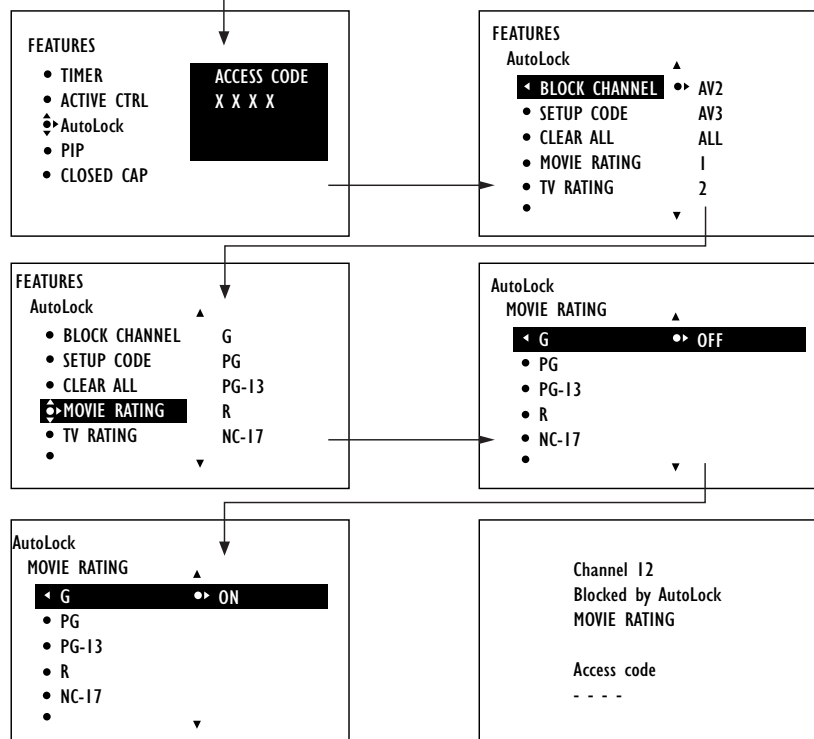 FEATURES
• TIMER
• ACTIVE CTRL
AutoLock
• PIP
• CLOSED CAP
ACCESS CODE
X X X X
FEATURES
AutoLock
BLOCK CHANNEL AV2
• SETUP CODE AV3
• CLEAR ALL ALL
• MOVIE RATING 1
• TV RATING 2
•
FEATURES
AutoLock
• BLOCK CHANNEL G
• SETUP CODE PG
• CLEAR ALL PG-13
MOVIE RATING R
• TV RATING NC-17
•
AutoLock
MOVIE RATING
G OFF
• PG
• PG-13
• R
• NC-17
•
AutoLock
MOVIE RATING
G ON
• PG
• PG-13
• R
• NC-17
•
Channel 12
Blocked by AutoLock
MOVIE RATING
Access code
- - - -